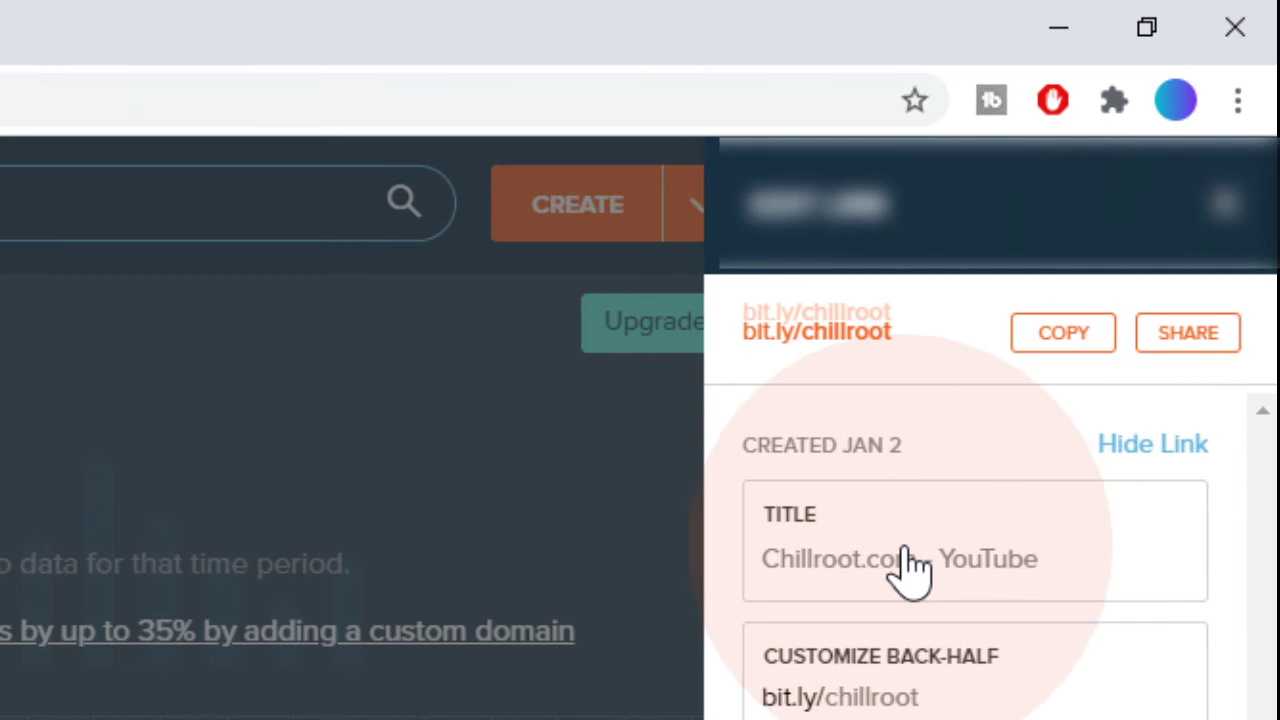 CREATE
Upgrade
bit.ly/chillroot
bit.ly/chillroot
COPY
SHARE
CREATED JAN 2
Hide Link
TITLE
Chillroot.com - YouTube
o data for that time period.
s by up to 35% by adding a custom domain
CUSTOMIZE BACK-HALF
bit.ly/chillroot